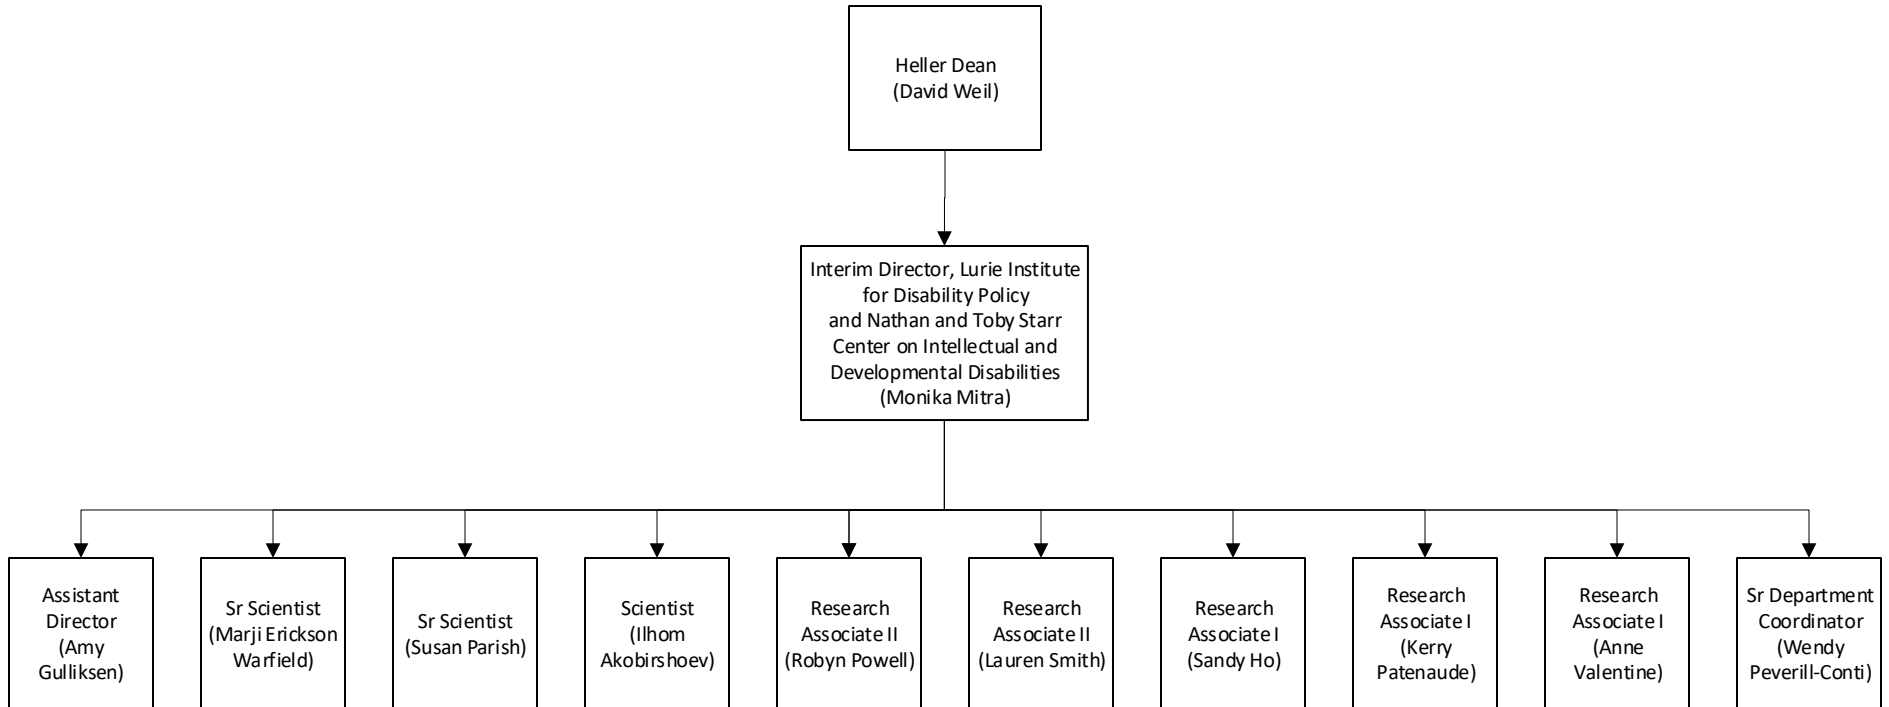 Heller Dean
(David Weil)
Interim Director, Lurie Institute
for Disability Policy
and Nathan and Toby Starr
Center on Intellectual and
Developmental Disabilities
(Monika Mitra)
Assistant
Director
(Amy
Gulliksen)
Sr Scientist
(Marji Erickson
Warfield)
Sr Scientist
(Susan Parish)
Scientist
(Ilhom
Akobirshoev)
Research
Associate II
(Robyn Powell)
Research
Associate II
(Lauren Smith)
Research
Associate I
(Sandy Ho)
Research
Associate I
(Kerry
Patenaude)
Research
Associate I
(Anne
Valentine)
Sr Department
Coordinator
(Wendy
Peverill-Conti)